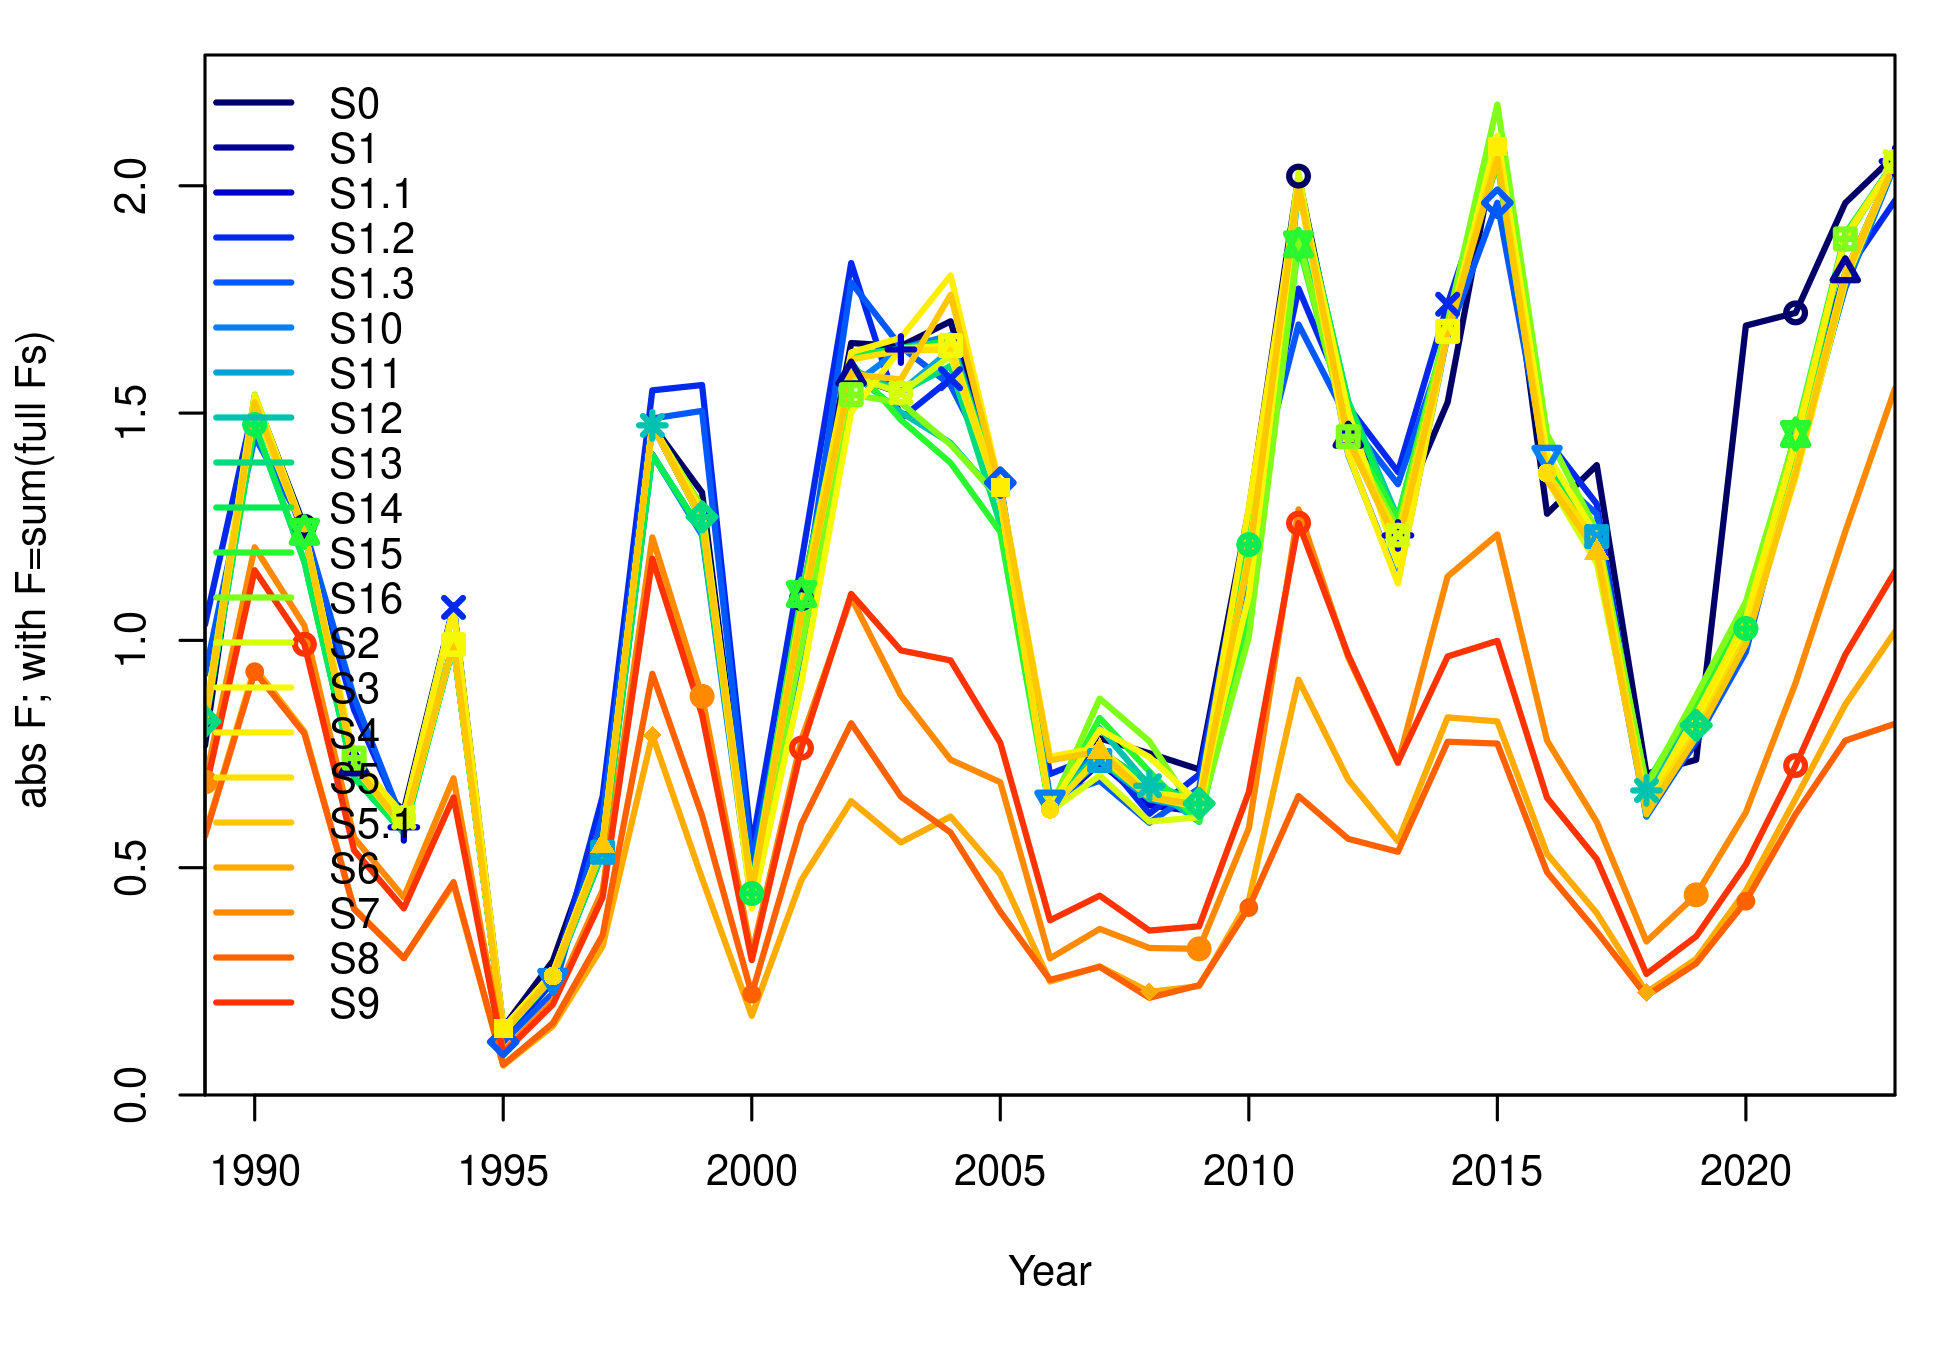 S0
S1
S1.1
S1.2
S1.3
S10
S11
S12
S13
S14
S15
S16
S2
S3
S4
S5
S5.1
S6
S7
S8
S9
abs F; with F=sum(full Fs)
2.0
1.5
1.0
0.5
0.0
1990 1995 2000 2005 2010 2015 2020
Year